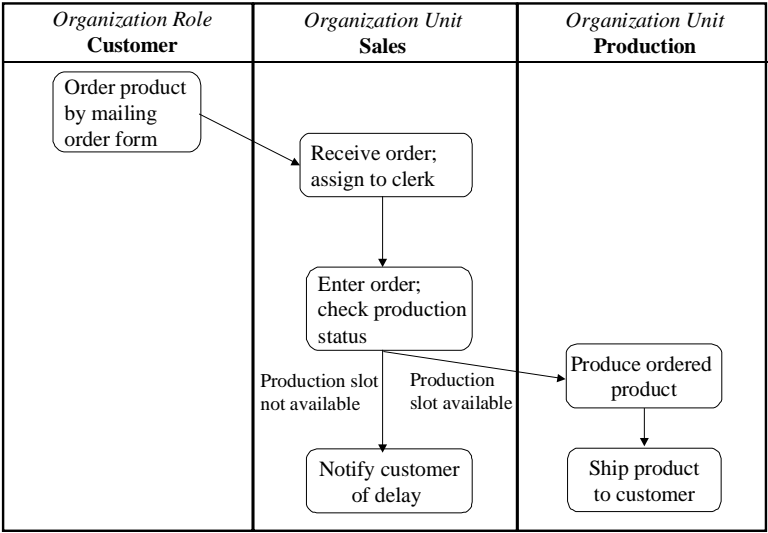 Organization Role
Customer
Organization Unit
Sales
Organization Unit
Production
Order product
by mailing
order form
Receive order;
assign to clerk
Enter order;
check production
status
Production slot
not available
Production
slot available
Produce ordered
product
Notify customer
of delay
Ship product
to customer